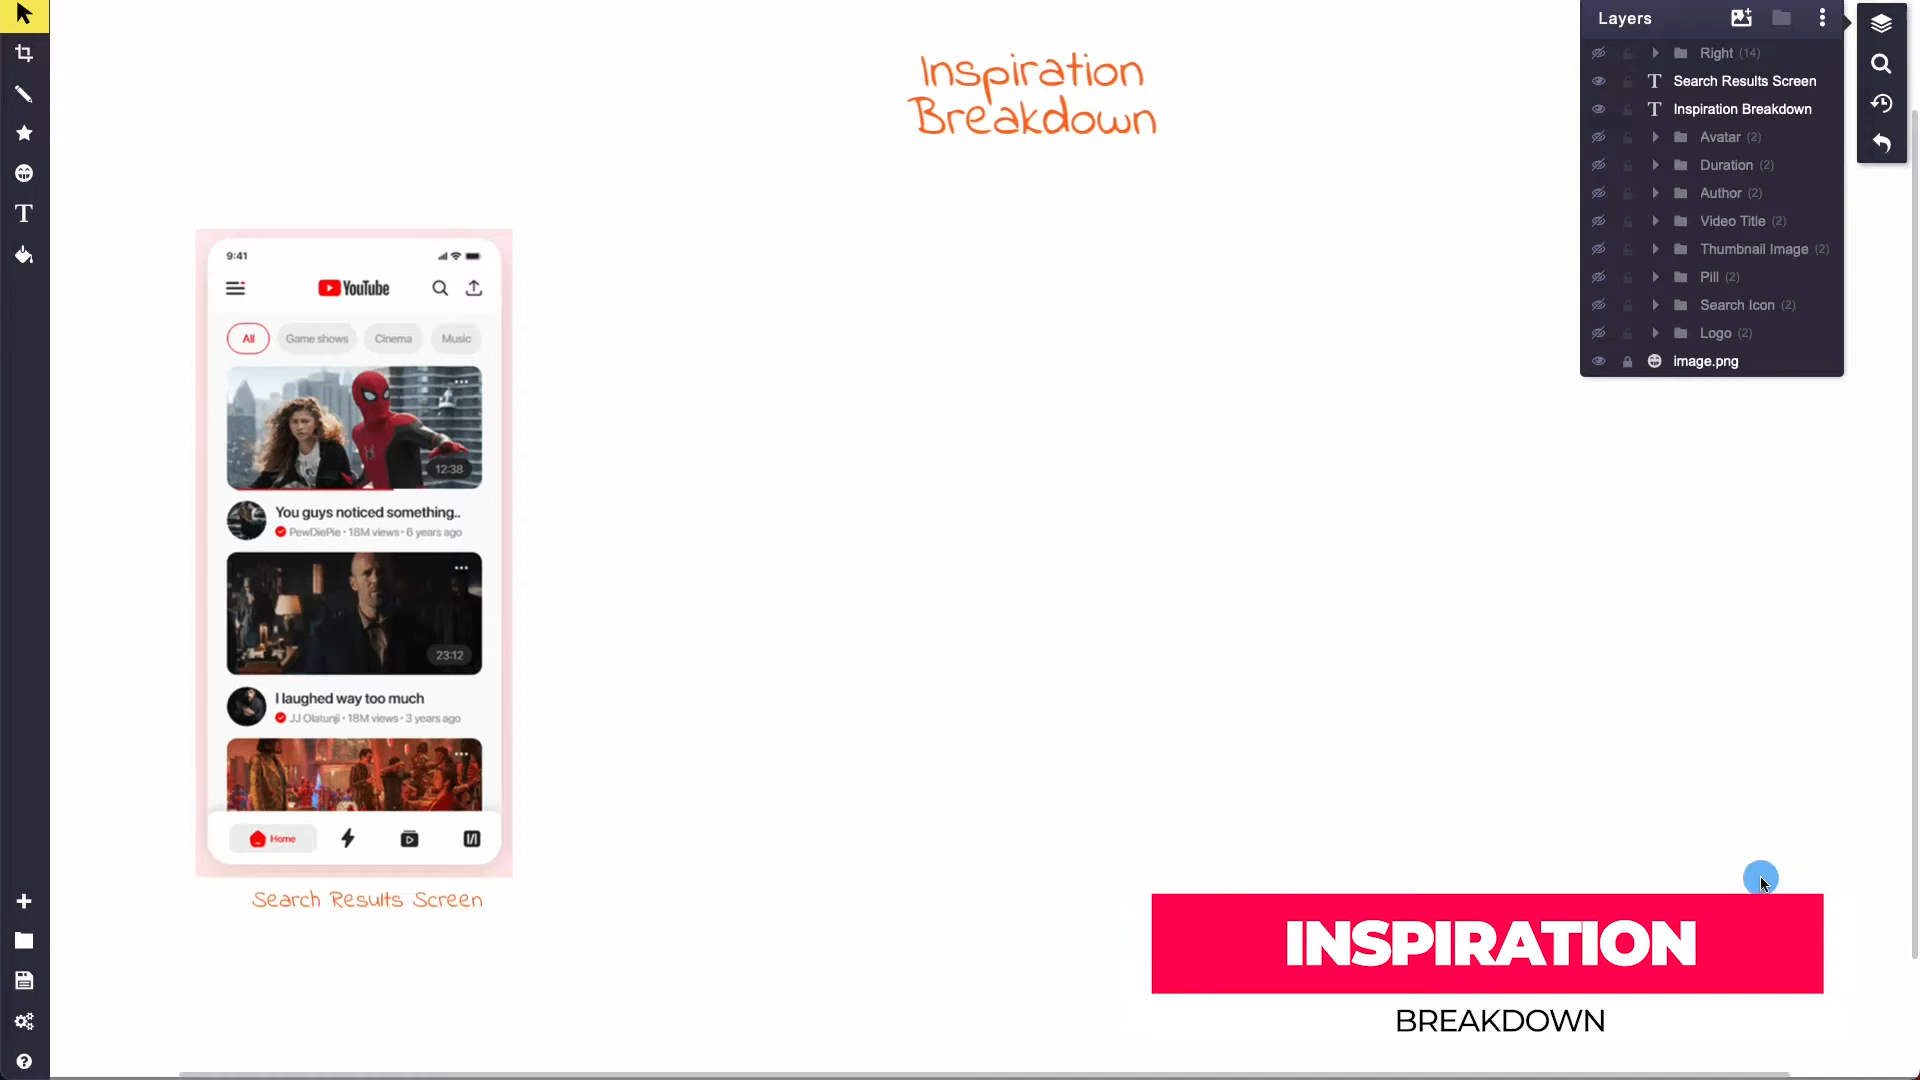 Inspiration
Breakdown
Layers
Right (14)
Search Results Screen
Inspiration Breakdown
Avatar (2)
Duration (2)
Author (2)
Video Title (2)
Thumbnail Image (2)
Pill (2)
Search Icon (2)
Logo (2)
image.png
9:41
YouTube
All
Game shows
Cinema
Music
12:38
You guys noticed something..
PewDiePie • 18M views • 6 years ago
23:12
I laughed way too much
JJ Olatunji • 18M views • 3 years ago
Home
Search Results Screen
INSPIRATION
BREAKDOWN